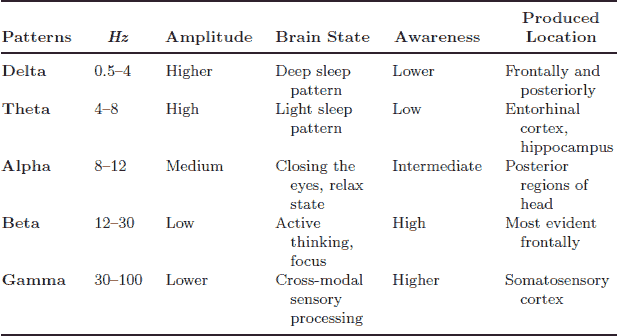 Patterns Hz Amplitude Brain State Awareness Produced Location
Delta 0.5–4 Higher Deep sleep pattern Lower Frontally and posteriorly
Theta 4–8 High Light sleep pattern Low Entorhinal cortex, hippocampus
Alpha 8–12 Medium Closing the eyes, relax state Intermediate Posterior regions of head
Beta 12–30 Low Active thinking, focus High Most evident frontally
Gamma 30–100 Lower Cross-modal sensory processing Higher Somatosensory cortex